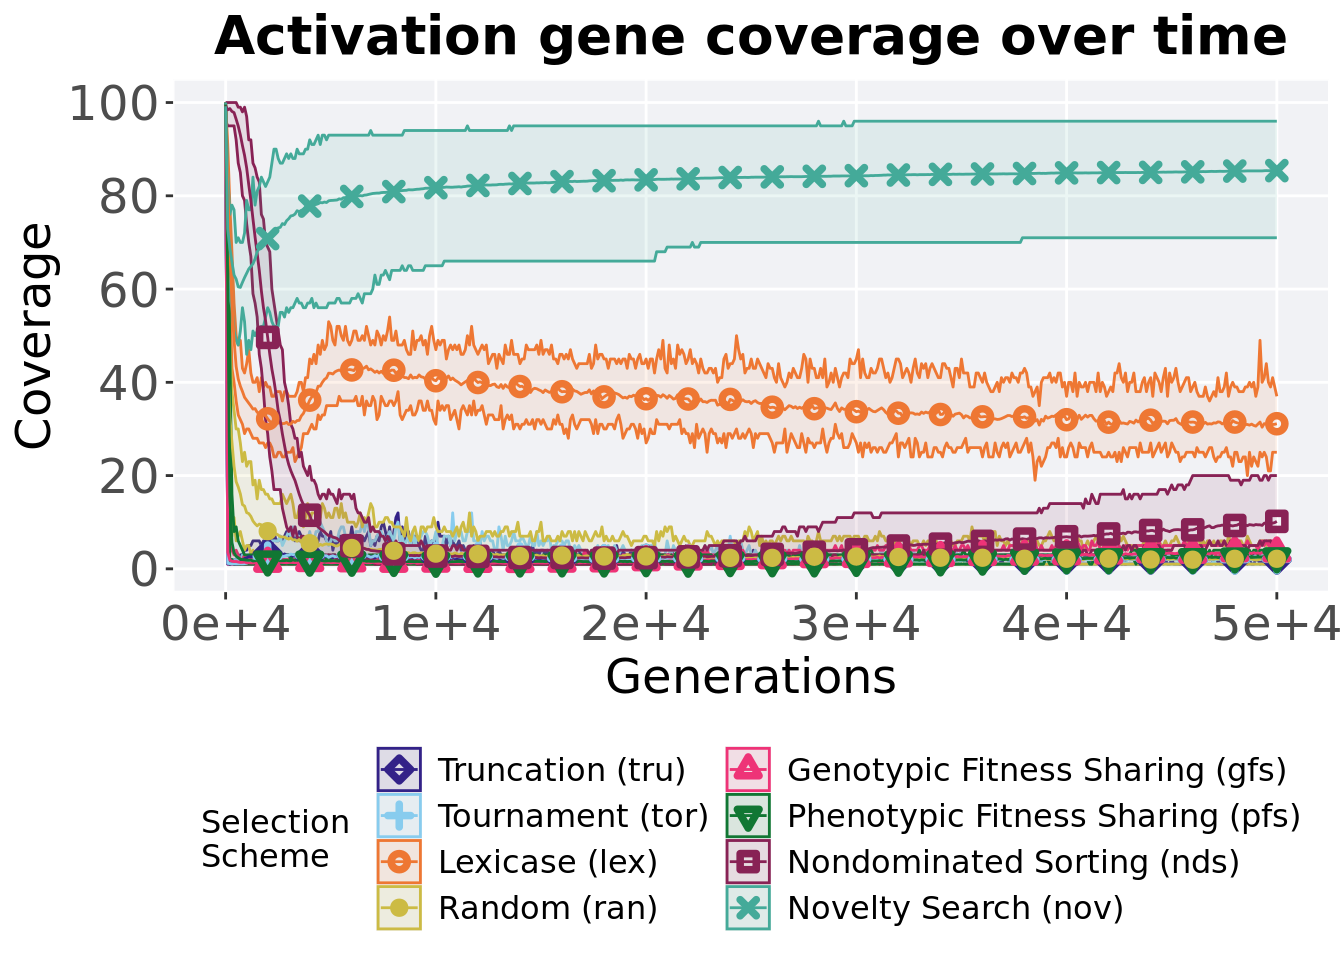 Activation gene coverage over time
100
80
60
40
20
0
Coverage
0e+4 1e+4 2e+4 3e+4 4e+4 5e+4
Generations
Selection
Scheme
Truncation (tru)
Tournament (tor)
Lexicase (lex)
Random (ran)
Genotypic Fitness Sharing (gfs)
Phenotypic Fitness Sharing (pfs)
Nondominated Sorting (nds)
Novelty Search (nov)